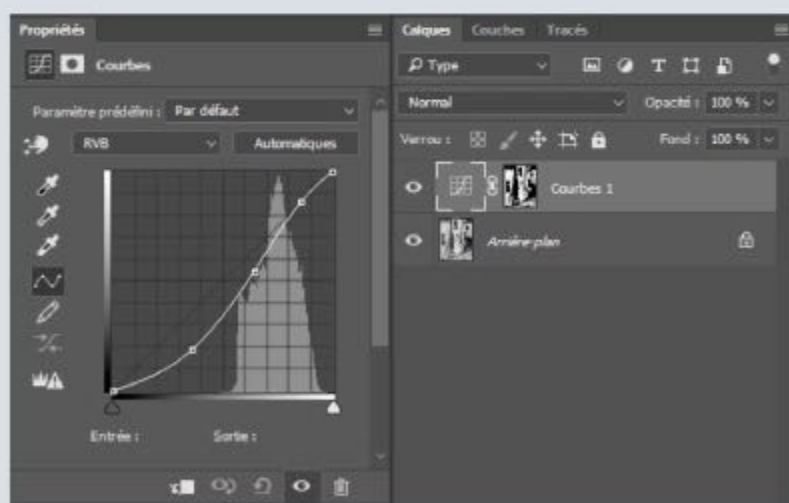 Propriétés
Courbes
Paramètre prédéfini : Par défaut
RVB Automatiques
Entrée : Sortie :
Calques Couches Tracés
Type
Normal Opacité : 100 %
Verrou : Fond : 100 %
Courbes 1
Arrière-plan